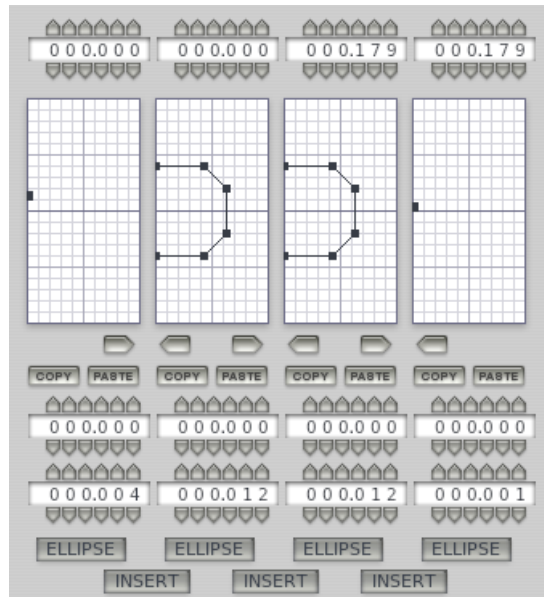 000.000 000.000 000.179 000.179
COPY PASTE COPY PASTE COPY PASTE COPY PASTE
000.000 000.000 000.000 000.000
000.004 000.012 000.012 000.001
ELLIPSE ELLIPSE ELLIPSE ELLIPSE
INSERT INSERT INSERT